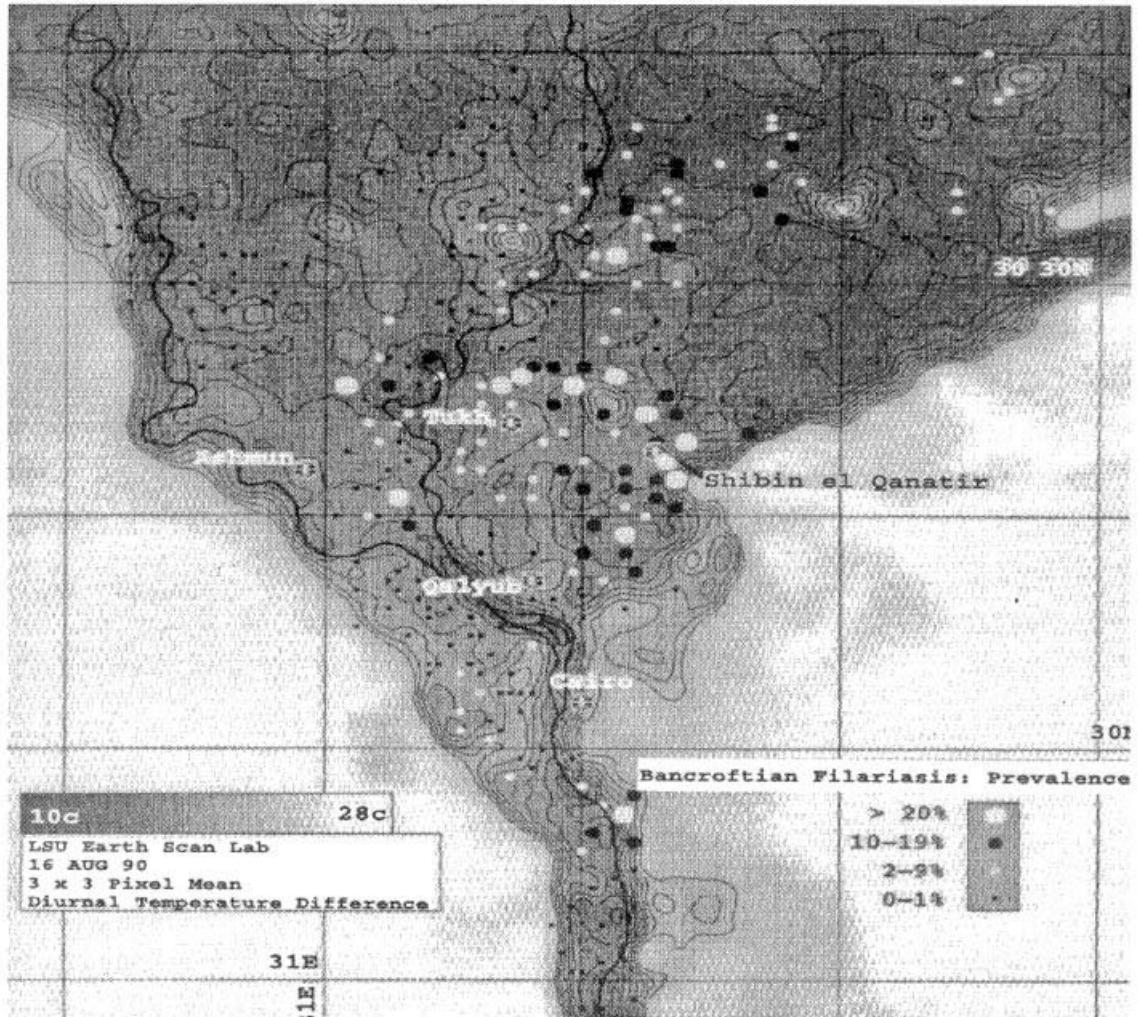 30 30N
Tukh
Ashmun
Shibin el Qanatir
Qalyub
Cairo
30N
Bancroftian Filariasis: Prevalence
> 20%
10-19%
2-9%
0-1%
10c 28c
LSU Earth Scan Lab
16 AUG 90
3 x 3 Pixel Mean
Diurnal Temperature Difference
31E
31E